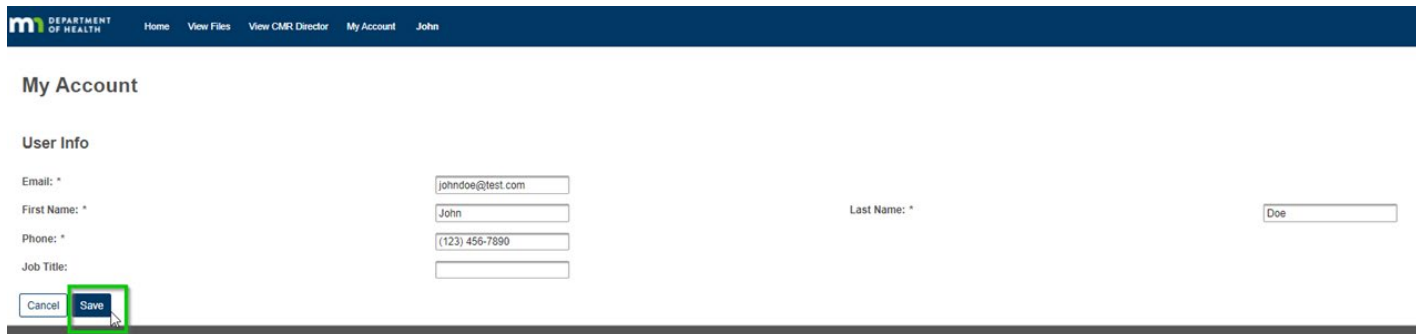 DEPARTMENT
OF HEALTH
Home View Files View CMR Director My Account John
My Account
User Info
Email: * johndoe@test.com
First Name: * John Last Name: * Doe
Phone: * (123) 456-7890
Job Title:
Cancel Save